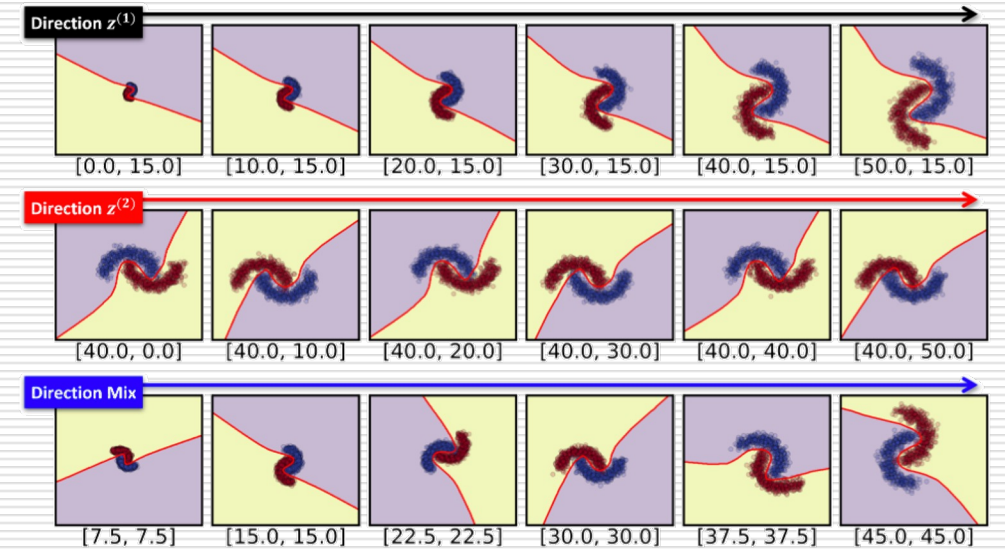 Direction z⁽¹⁾
[0.0, 15.0] [10.0, 15.0] [20.0, 15.0] [30.0, 15.0] [40.0, 15.0] [50.0, 15.0]
Direction z⁽²⁾
[40.0, 0.0] [40.0, 10.0] [40.0, 20.0] [40.0, 30.0] [40.0, 40.0] [40.0, 50.0]
Direction Mix
[7.5, 7.5] [15.0, 15.0] [22.5, 22.5] [30.0, 30.0] [37.5, 37.5] [45.0, 45.0]